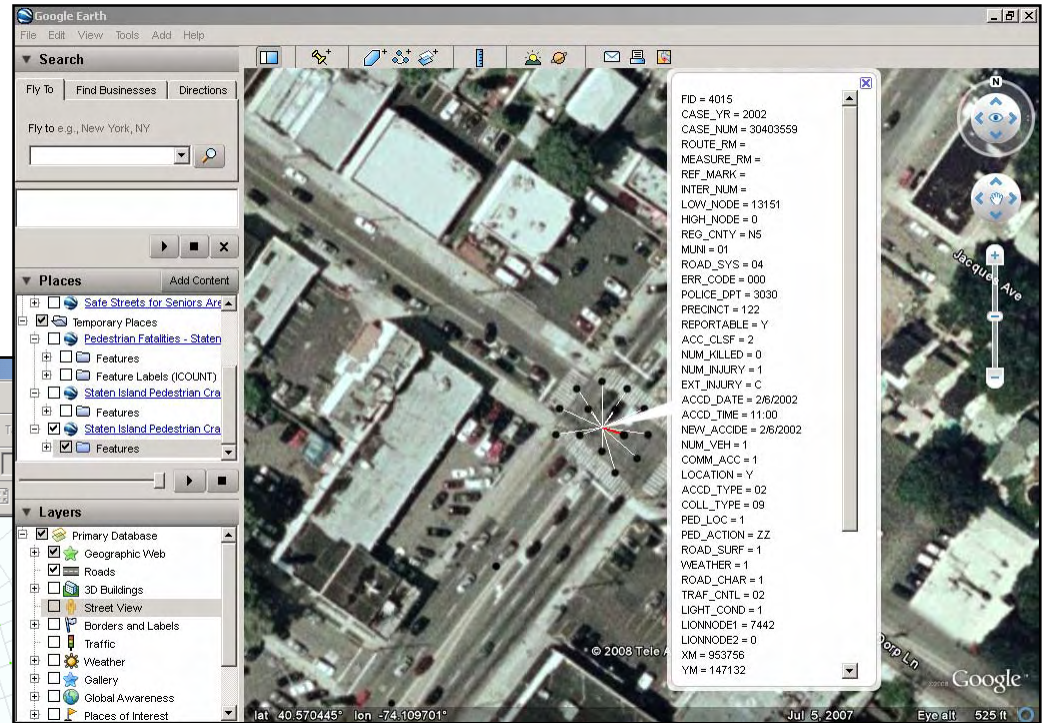 Google Earth
File Edit View Tools Add Help
Search
Fly To Find Businesses Directions
Fly to e.g., New York, NY
Places Add Content
Safe Streets for Seniors Are
Temporary Places
Pedestrian Fatalities - Staten
Features
Feature Labels (ICOUNT)
Staten Island Pedestrian Cra
Features
Staten Island Pedestrian Cra
Features
Layers
Primary Database
Geographic Web
Roads
3D Buildings
Street View
Borders and Labels
Traffic
Weather
Gallery
Global Awareness
Places of Interest
FID = 4015
CASE_YR = 2002
CASE_NUM = 30403559
ROUTE_RM =
MEASURE_RM =
REF_MARK =
INTER_NUM =
LOW_NODE = 13151
HIGH_NODE = 0
REG_CNTY = N5
MUNI = 01
ROAD_SYS = 04
ERR_CODE = 000
POLICE_DPT = 3030
PRECINCT = 122
REPORTABLE = Y
ACC_CLSF = 2
NUM_KILLED = 0
NUM_INJURY = 1
EXT_INJURY = C
ACCD_DATE = 2/6/2002
ACCD_TIME = 11:00
NEW_ACCIDE = 2/6/2002
NUM_VEH = 1
COMM_ACC = 1
LOCATION = Y
ACCD_TYPE = 02
COLL_TYPE = 09
PED_LOC = 1
PED_ACTION = ZZ
ROAD_SURF = 1
WEATHER = 1
ROAD_CHAR = 1
TRAF_CNTL = 02
LIGHT_COND = 1
LIONNODE1 = 7442
LIONNODE2 = 0
XM = 953756
YM = 147132
N
Jacques Ave
Dorp Ln
© 2008 Tele A
Google
lat 40.570445° lon -74.109701° Jul 5, 2007 Eye alt 525 ft